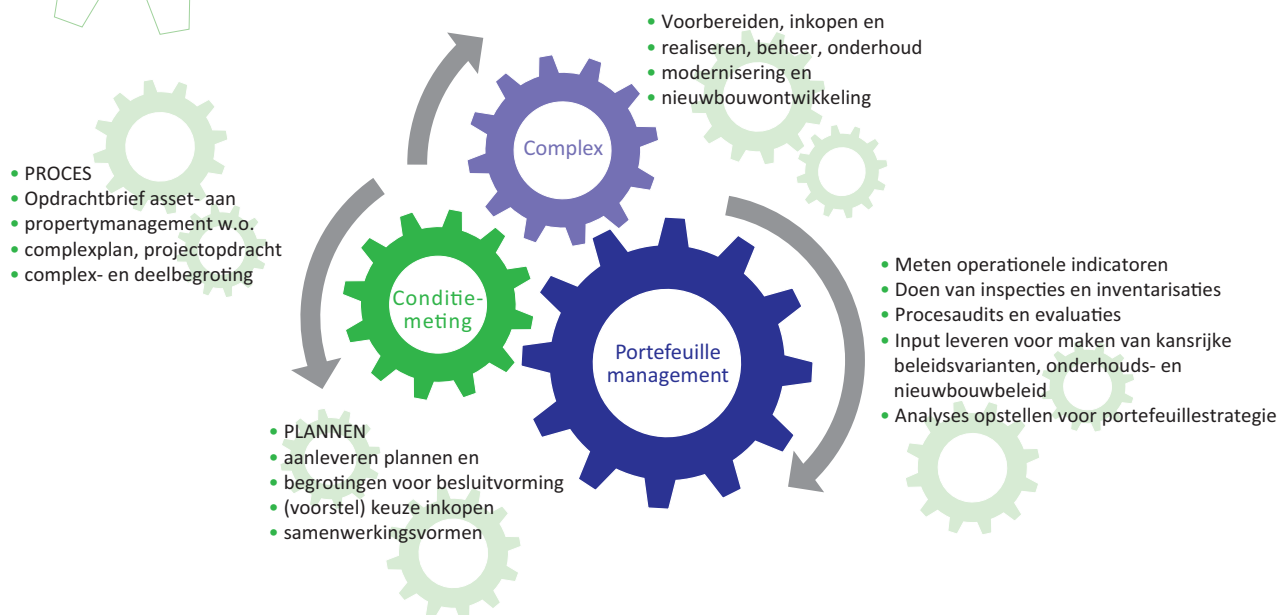 • Voorbereiden, inkopen en
• realiseren, beheer, onderhoud
• modernisering en
• nieuwbouwontwikkeling
Complex
• PROCES
• Opdrachtbrief asset- aan
• propertymanagement w.o.
• complexplan, projectopdracht
• complex- en deelbegroting
Conditie-
meting
Portefeuille
management
• Meten operationele indicatoren
• Doen van inspecties en inventarisaties
• Procesaudits en evaluaties
• Input leveren voor maken van kansrijke
beleidsvarianten, onderhouds- en
nieuwbouwbeleid
• Analyses opstellen voor portefeuillestrategie
• PLANNEN
• aanleveren plannen en
• begrotingen voor besluitvorming
• (voorstel) keuze inkopen
• samenwerkingsvormen